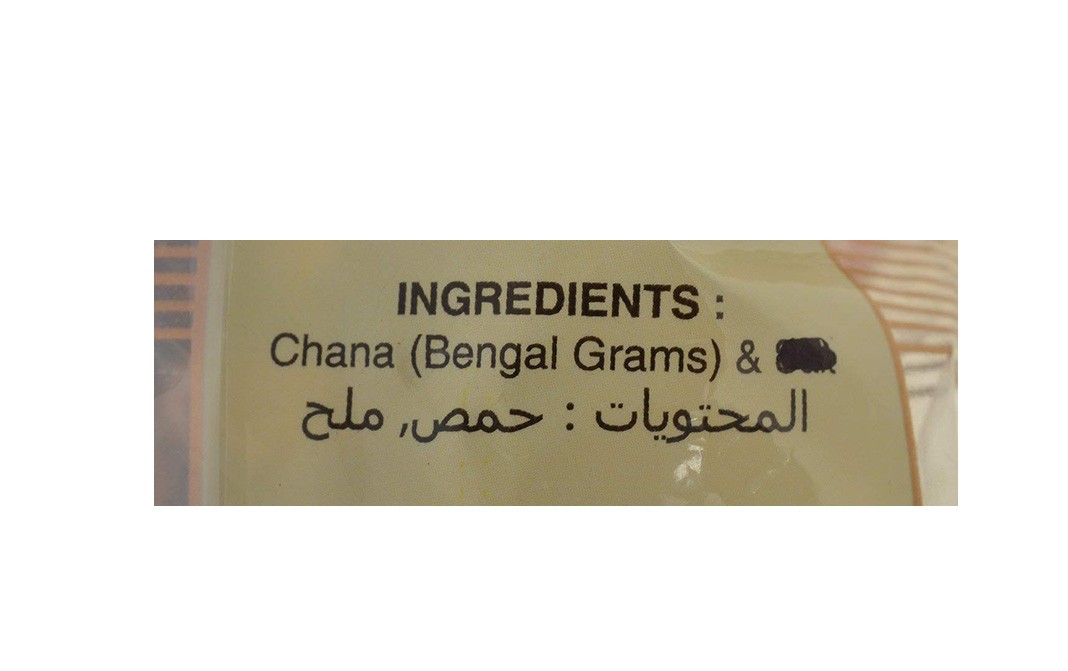 INGREDIENTS :
Chana (Bengal Grams) &
المحتويات : حمص, ملح